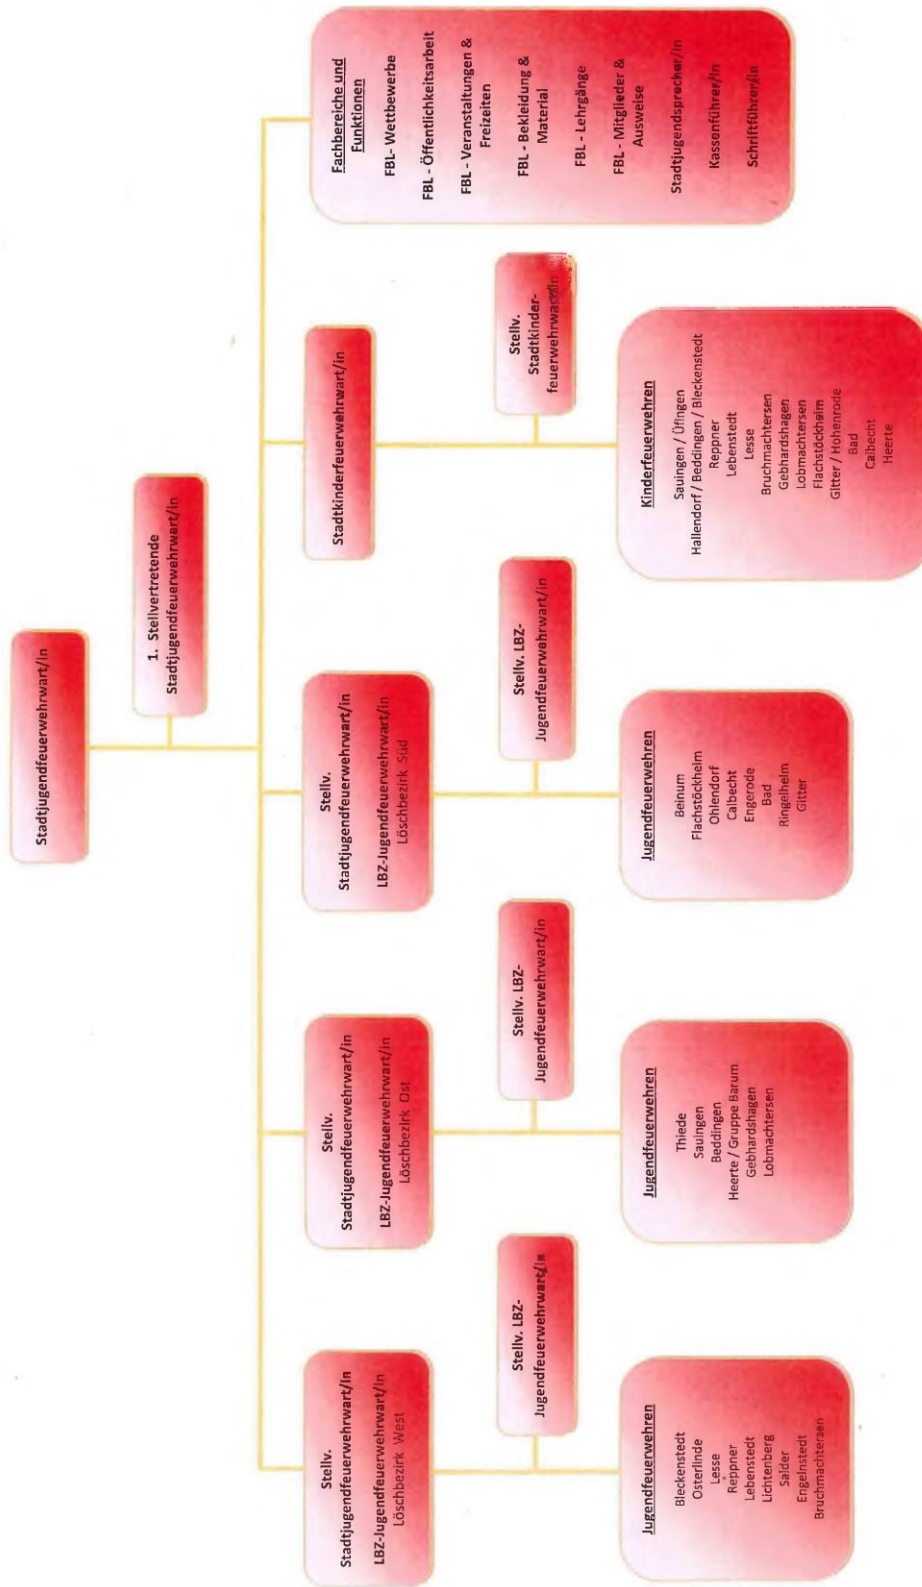 Stadtjugendfeuerwehrwart/in
1. Stellvertretende
Stadtjugendfeuerwehrwart/in
Stellv.
Stadtjugendfeuerwehrwart/in
LBZ-Jugendfeuerwehrwart/in
Löschbezirk West
Stellv. LBZ-
Jugendfeuerwehrwart/in
Jugendfeuerwehren
Bleckenstedt
Osterlinde
Lesse
Reppner
Lebenstedt
Lichtenberg
Salder
Engelnstedt
Bruchmachtersen
Stellv.
Stadtjugendfeuerwehrwart/in
LBZ-Jugendfeuerwehrwart/in
Löschbezirk Ost
Stellv. LBZ-
Jugendfeuerwehrwart/in
Jugendfeuerwehren
Thiede
Sauingen
Beddingen
Heerte / Gruppe Barum
Gebhardshagen
Lobmachtersen
Stellv.
Stadtjugendfeuerwehrwart/in
LBZ-Jugendfeuerwehrwart/in
Löschbezirk Süd
Stellv. LBZ-
Jugendfeuerwehrwart/in
Jugendfeuerwehren
Beinum
Flachstöckheim
Ohlendorf
Calbecht
Engerode
Bad
Ringelheim
Gitter
Stadtkinderfeuerwehrwart/in
Stellv.
Stadtkinder-
feuerwehrwart/in
Kinderfeuerwehren
Sauingen / Üfingen
Hallendorf / Beddingen / Bleckenstedt
Reppner
Lebenstedt
Lesse
Bruchmachtersen
Gebhardshagen
Lobmachtersen
Flachstöckheim
Gitter / Hohenrode
Bad
Calbecht
Heerte
Fachbereiche und
Funktionen
FBL- Wettbewerbe
FBL - Öffentlichkeitsarbeit
FBL - Veranstaltungen &
Freizeiten
FBL - Bekleidung &
Material
FBL - Lehrgänge
FBL - Mitglieder &
Ausweise
Stadtjugendsprecher/in
Kassenführer/in
Schriftführer/in